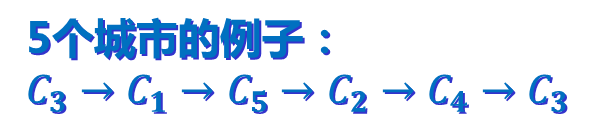 5个城市的例子：
C₃ → C₁ → C₅ → C₂ → C₄ → C₃